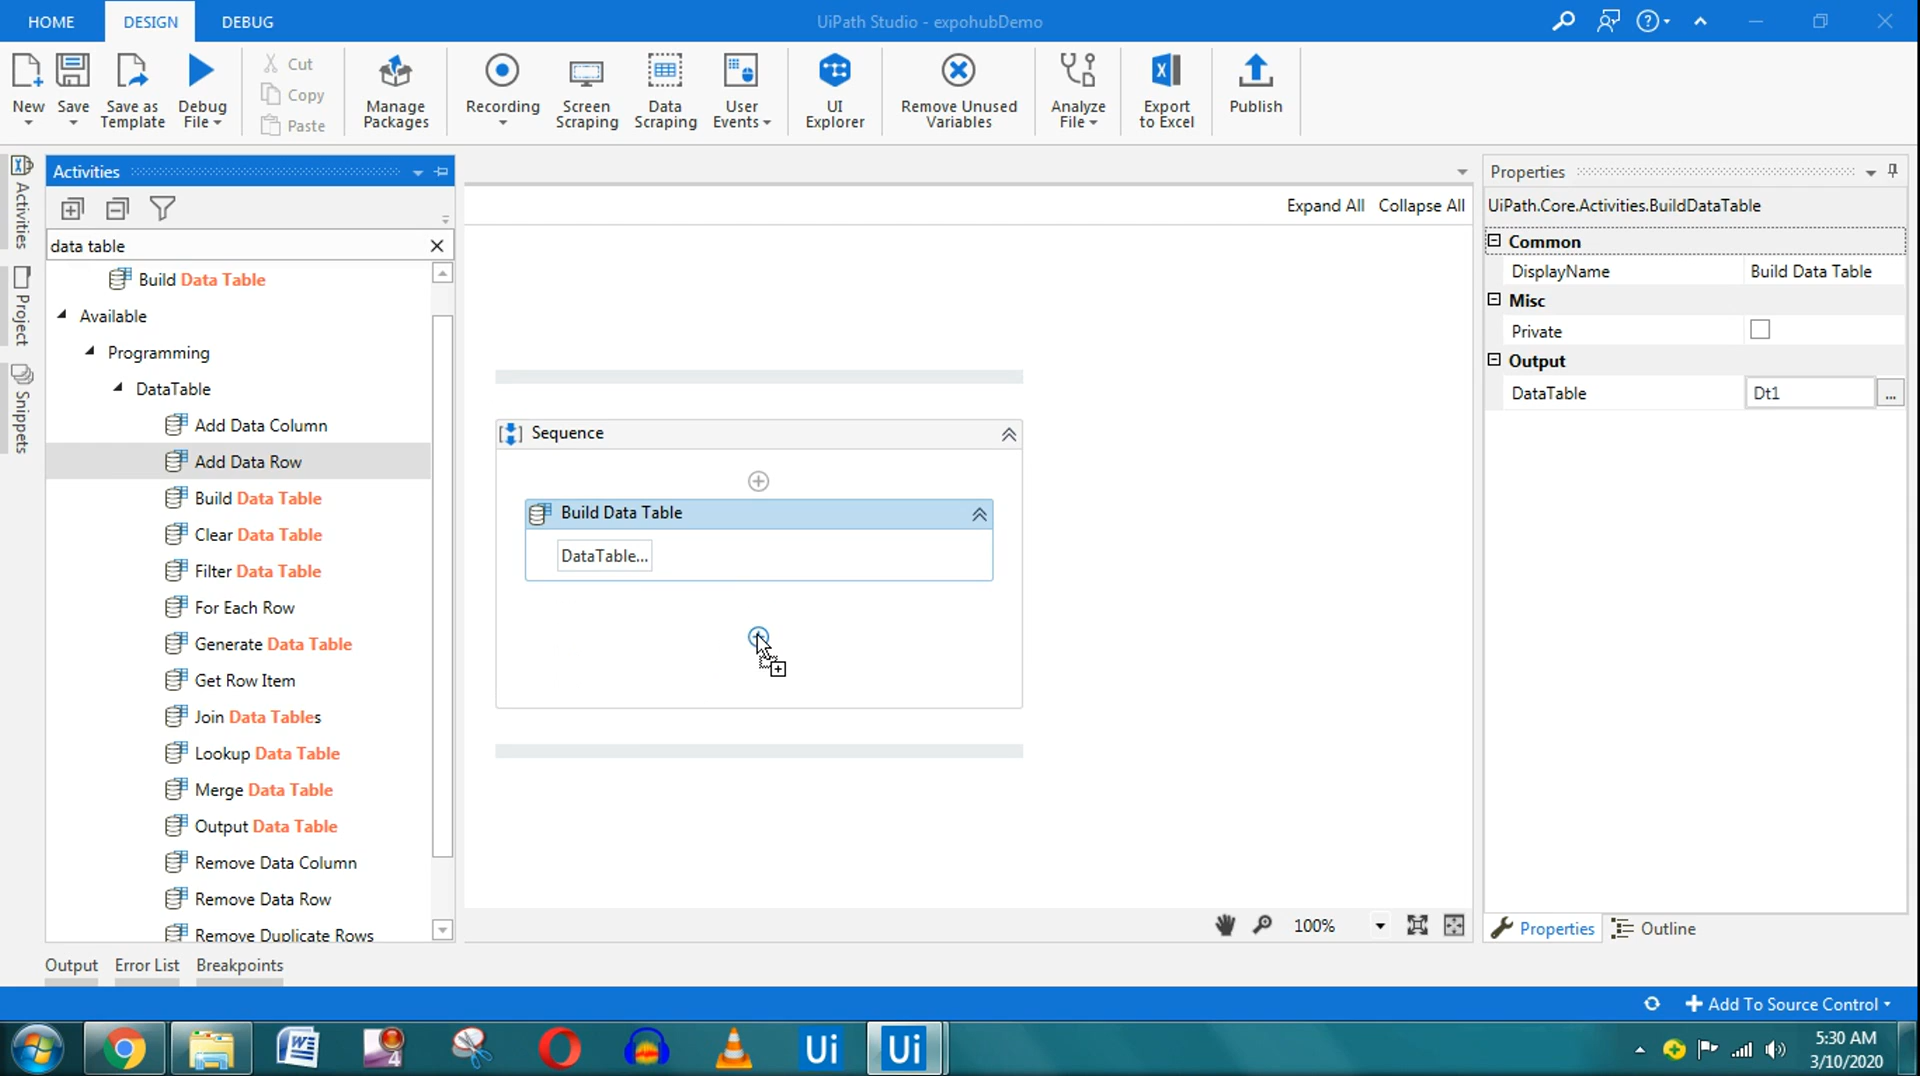 HOME DESIGN DEBUG UiPath Studio - expohubDemo
New Save Save as Template Debug File Cut Copy Paste Manage Packages Recording Screen Scraping Data Scraping User Events UI Explorer Remove Unused Variables Analyze File Export to Excel Publish
Activities
Project
Snippets
Activities
data table
Build Data Table
Available
Programming
DataTable
Add Data Column
Add Data Row
Build Data Table
Clear Data Table
Filter Data Table
For Each Row
Generate Data Table
Get Row Item
Join Data Tables
Lookup Data Table
Merge Data Table
Output Data Table
Remove Data Column
Remove Data Row
Remove Duplicate Rows
Expand All Collapse All
Sequence
Build Data Table
DataTable...
100%
Properties
UiPath.Core.Activities.BuildDataTable
Common
DisplayName Build Data Table
Misc
Private
Output
DataTable Dt1 ...
Properties Outline
Output Error List Breakpoints
Add To Source Control
4 Ui Ui
5:30 AM
3/10/2020